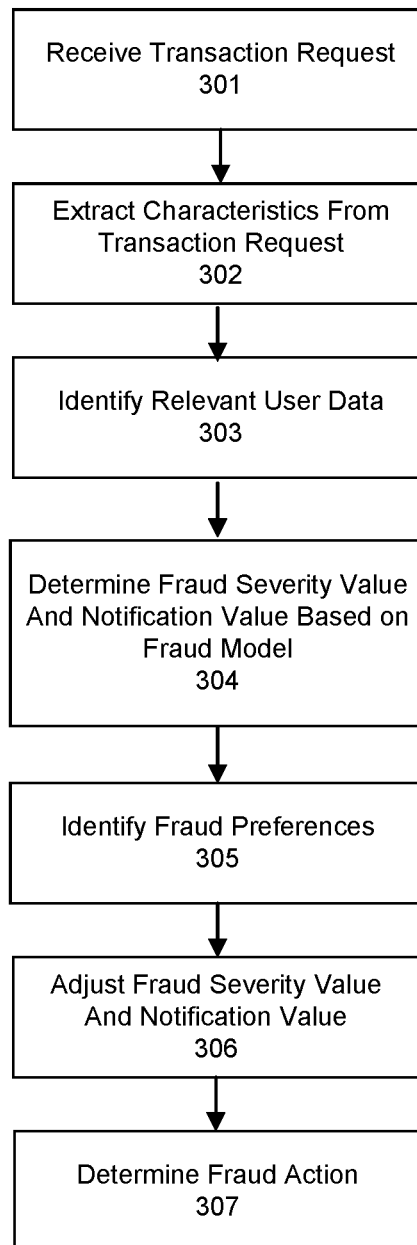 Receive Transaction Request
301
Extract Characteristics From
Transaction Request
302
Identify Relevant User Data
303
Determine Fraud Severity Value
And Notification Value Based on
Fraud Model
304
Identify Fraud Preferences
305
Adjust Fraud Severity Value
And Notification Value
306
Determine Fraud Action
307